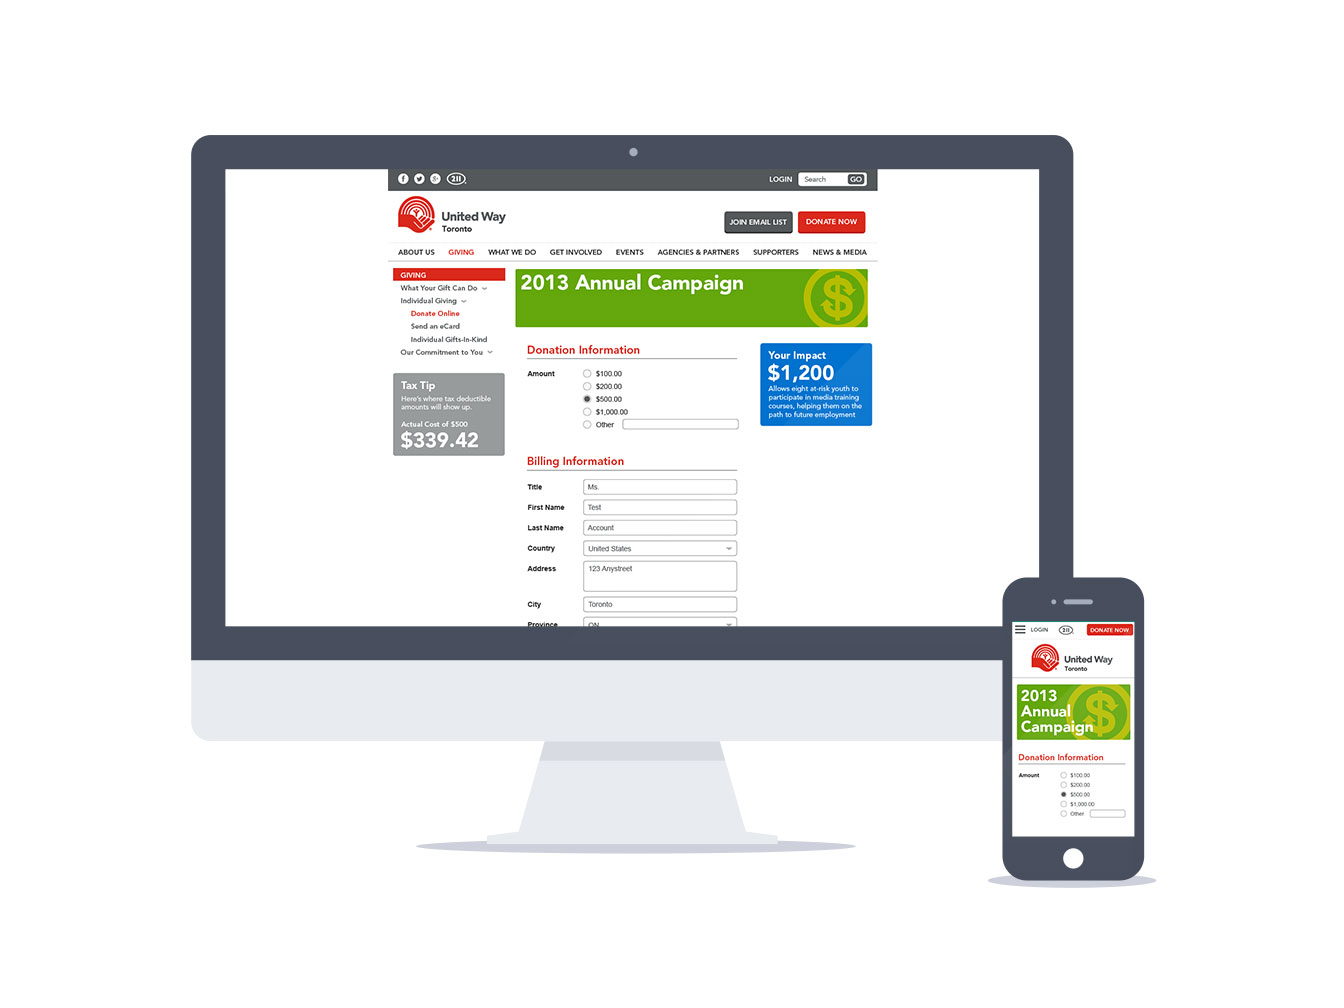 211
LOGIN
Search
GO
United Way
Toronto
JOIN EMAIL LIST
DONATE NOW
ABOUT US GIVING WHAT WE DO GET INVOLVED EVENTS AGENCIES & PARTNERS SUPPORTERS NEWS & MEDIA
GIVING
What Your Gift Can Do
Individual Giving
Donate Online
Send an eCard
Individual Gifts-In-Kind
Our Commitment to You
Tax Tip
Here's where tax deductible
amounts will show up.
Actual Cost of $500
$339.42
2013 Annual Campaign
Donation Information
Amount
$100.00
$200.00
$500.00
$1,000.00
Other
Billing Information
Title Ms.
First Name Test
Last Name Account
Country United States
Address 123 Anystreet
City Toronto
Province ON
Your Impact
$1,200
Allows eight at-risk youth to
participate in media training
courses, helping them on the
path to future employment
LOGIN 211 DONATE NOW
United Way
Toronto
2013
Annual
Campaign
Donation Information
Amount
$100.00
$200.00
$500.00
$1,000.00
Other